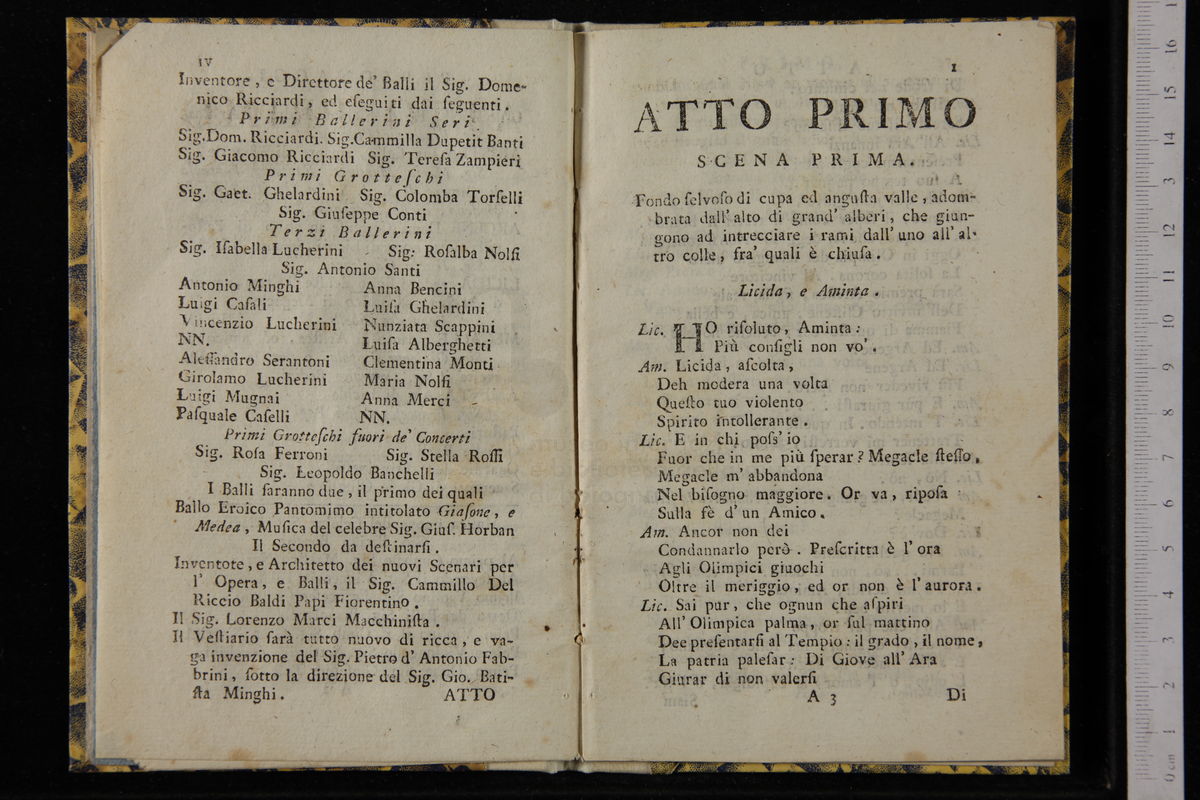 IV
Inventore, e Direttore de' Balli il Sig. Dome-
nico Ricciardi, ed eſeguiti dai ſeguenti.
Primi Ballerini Serj
Sig. Dom. Ricciardi. Sig. Cammilla Dupetit Banti
Sig. Giacomo Ricciardi Sig. Tereſa Zampieri
Primi Grotteſchi
Sig. Gaet. Ghelardini Sig. Colomba Torſelli
Sig. Giuſeppe Conti
Terzi Ballerini
Sig. Iſabella Lucherini Sig: Roſalba Nolſi
Sig. Antonio Santi
Antonio Minghi Anna Bencini
Luigi Caſali Luiſa Ghelardini
Vincenzio Lucherini Nunziata Scappini
NN. Luiſa Alberghetti
Aleſſandro Serantoni Clementina Monti
Girolamo Lucherini Maria Nolſi
Luigi Mugnai Anna Merci
Paſquale Caſelli NN.
Primi Grotteſchi fuori de' Concerti
Sig. Roſa Ferroni Sig. Stella Roſſi
Sig. Leopoldo Banchelli
I Balli ſaranno due, il primo dei quali
Ballo Eroico Pantomimo intitolato Giaſone, e
Medea, Muſica del celebre Sig. Giuſ. Horban
Il Secondo da deſtinarſi.
Inventote, e Architetto dei nuovi Scenari per
l' Opera, e Balli, il Sig. Cammillo Del
Riccio Baldi Papi Fiorentino.
Il Sig. Lorenzo Marci Macchiniſta.
Il Veſtiario ſarà tutto nuovo di ricca, e va-
ga invenzione del Sig. Pietro d' Antonio Fab-
brini, ſotto la direzione del Sig. Gio. Bati-
ſta Minghi. ATTO
1
ATTO PRIMO
SCENA PRIMA.
Fondo ſelvoſo di cupa ed anguſta valle, adom-
brata dall' alto di grand' alberi, che giun-
gono ad intrecciare i rami dall' uno all' al-
tro colle, fra' quali è chiuſa.
Licida, e Aminta.
Lic. HO riſoluto, Aminta:
Più conſigli non vo'.
Am. Licida, aſcolta,
Deh modera una volta
Queſto tuo violento
Spirito intollerante.
Lic. E in chi poſs' io
Fuor che in me più ſperar? Megacle ſteſſo,
Megacle m' abbandona
Nel biſogno maggiore. Or va, ripoſa
Sulla fè d' un Amico.
Am. Ancor non dei
Condannarlo però. Preſcritta è l' ora
Agli Olimpici giuochi
Oltre il meriggio, ed or non è l' aurora.
Lic. Sai pur, che ognun che aſpiri
All' Olimpica palma, or ſul mattino
Dee preſentarſi al Tempio: il grado, il nome,
La patria paleſar: Di Giove all' Ara
Giurar di non valerſi
A 3 Di